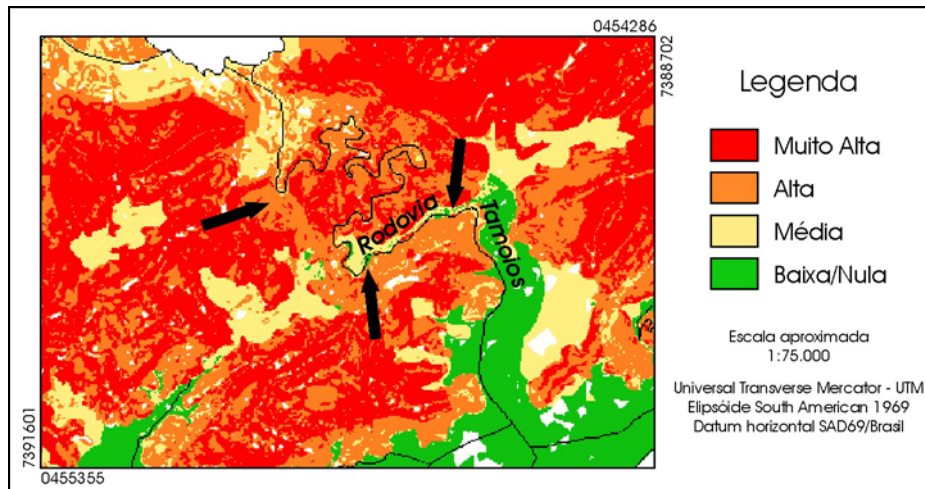 0454286
7388702
Rodovia
Tamoios
7391601
0455355
Legenda
Muito Alta
Alta
Média
Baixa/Nula
Escala aproximada
1:75.000
Universal Transverse Mercator - UTM
Elipsóide South American 1969
Datum horizontal SAD69/Brasil